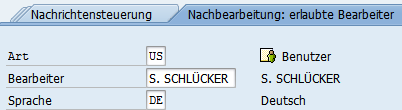 Nachrichtensteuerung Nachbearbeitung: erlaubte Bearbeiter
Art US Benutzer
Bearbeiter S. SCHLÜCKER S. SCHLÜCKER
Sprache DE Deutsch